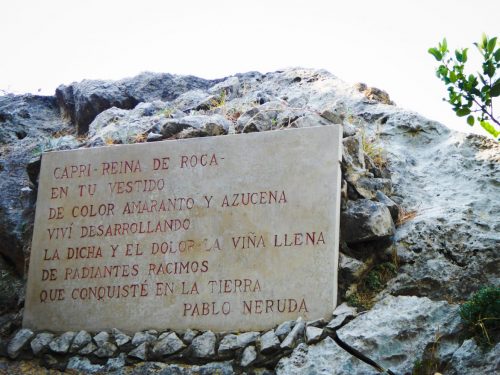 CAPRI-REINA DE ROCA-
EN TU VESTIDO
DE COLOR AMARANTO Y AZUCENA
VIVÍ DESARROLLANDO
LA DICHA Y EL DOLOR-LA VIÑA LLENA
DE RADIANTES RACIMOS
QUE CONQUISTÉ EN LA TIERRA
PABLO NERUDA